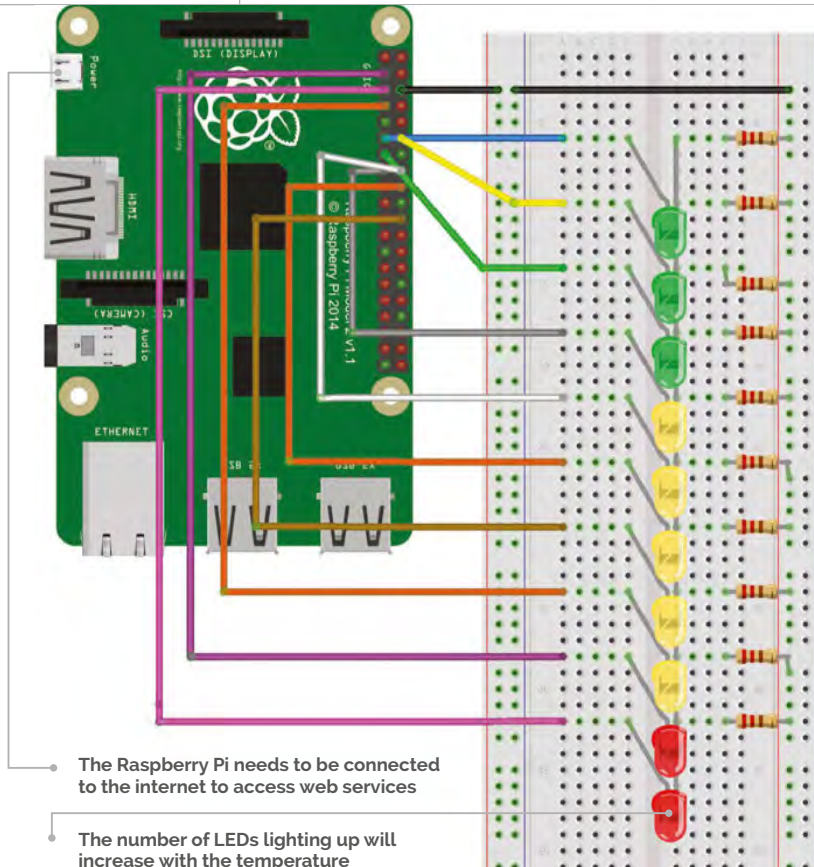 DSI (DISPLAY)
Power
HDMI
© Raspberry Pi 2014
CSI (CAMERA)
Audio
ETHERNET
The Raspberry Pi needs to be connected
to the internet to access web services
The number of LEDs lighting up will
increase with the temperature